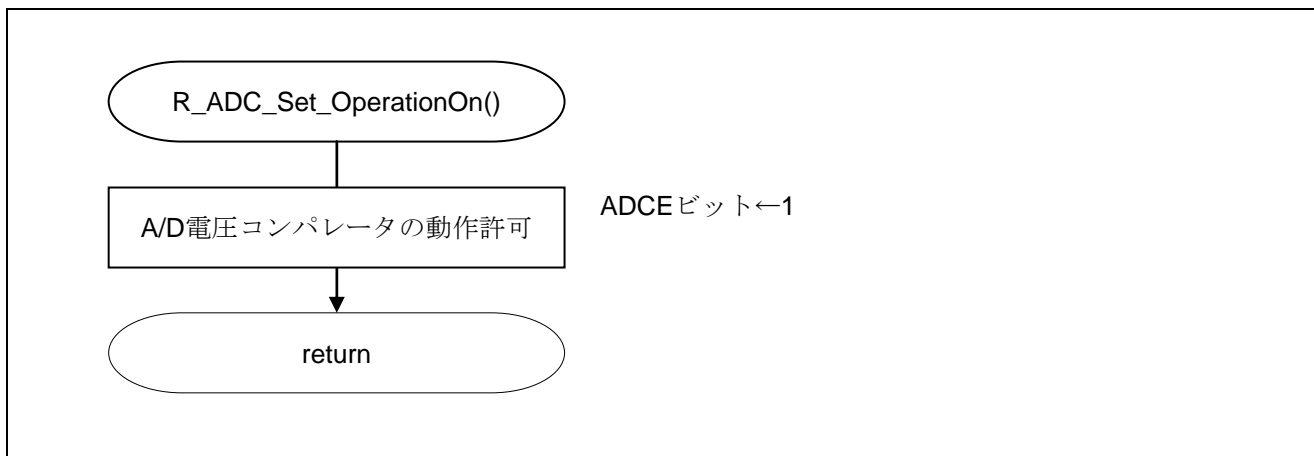 R_ADC_Set_OperationOn()
A/D電圧コンパレータの動作許可
ADCEビット←1
return